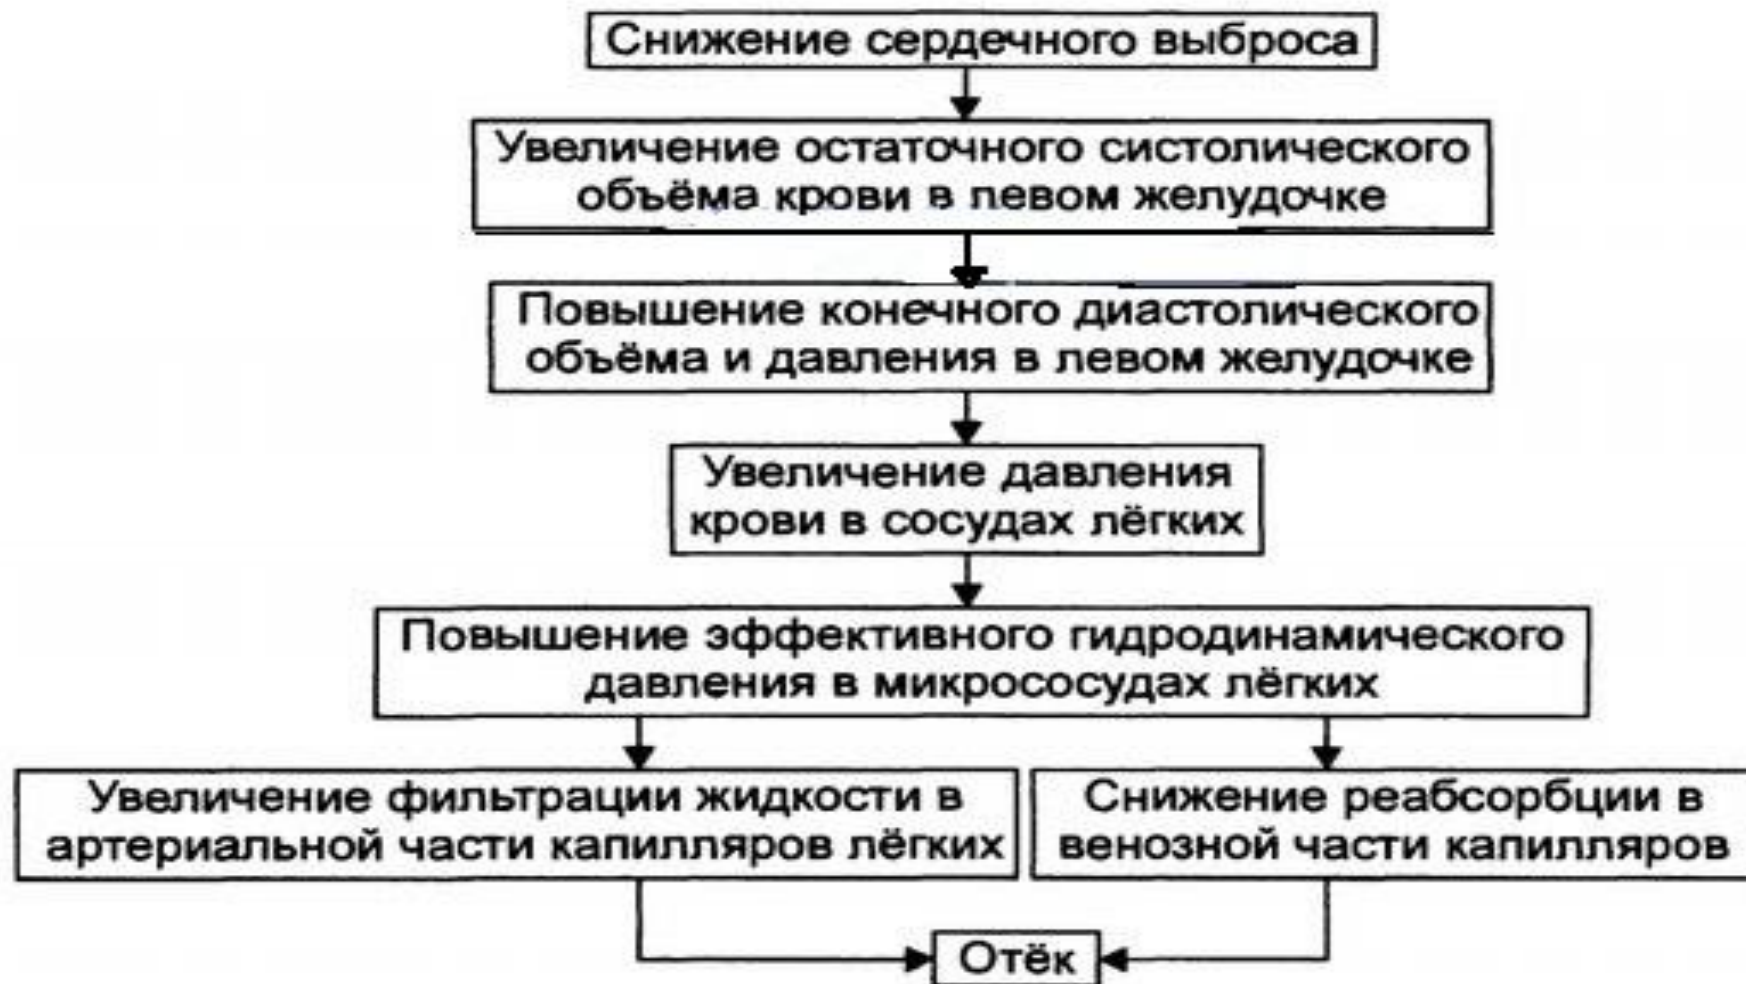 Снижение сердечного выброса
Увеличение остаточного систолического
объёма крови в левом желудочке
Повышение конечного диастолического
объёма и давления в левом желудочке
Увеличение давления
крови в сосудах лёгких
Повышение эффективного гидродинамического
давления в микрососудах лёгких
Увеличение фильтрации жидкости в
артериальной части капилляров лёгких
Снижение реабсорбции в
венозной части капилляров
Отёк